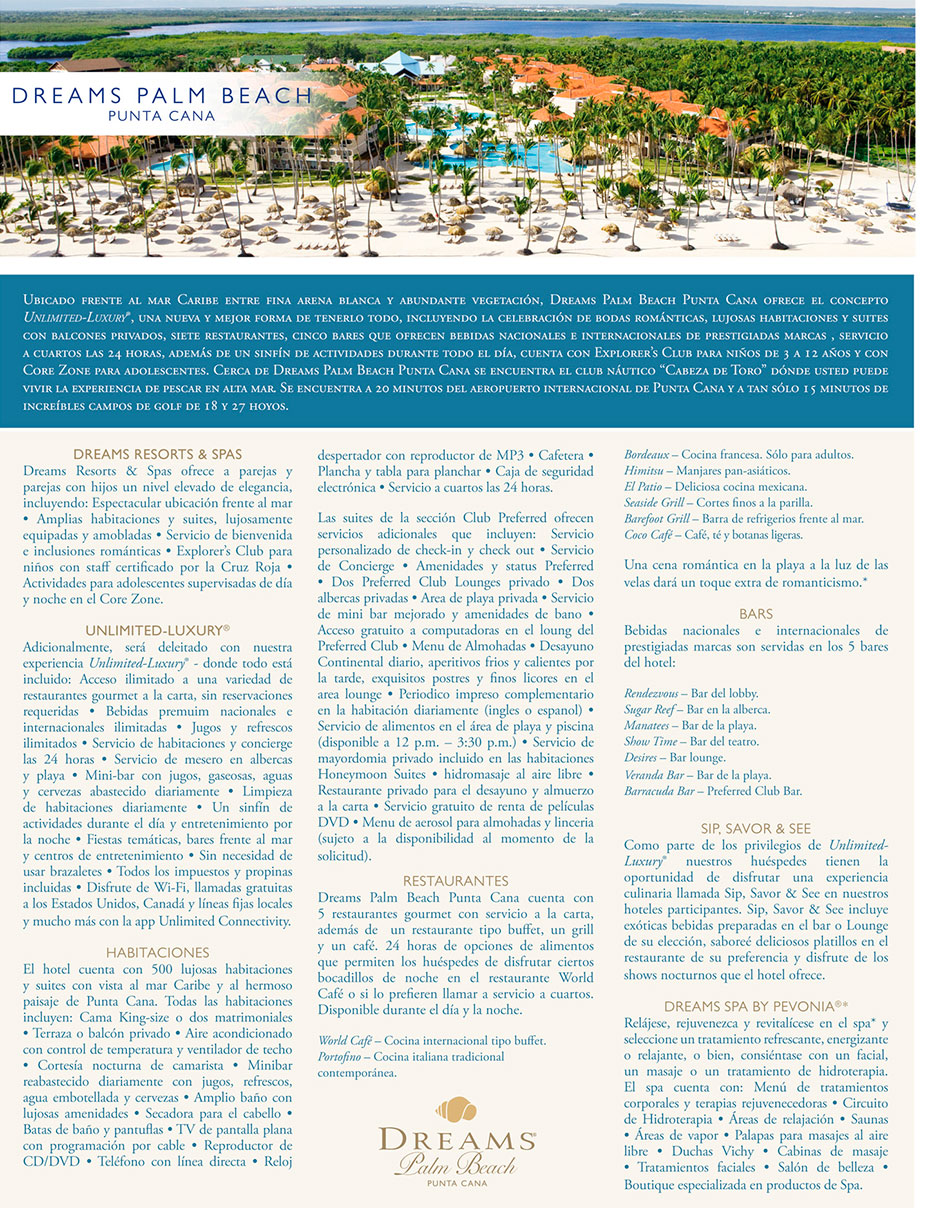 DREAMS PALM BEACH
PUNTA CANA
Ubicado frente al mar Caribe entre fina arena blanca y abundante vegetación, Dreams Palm Beach Punta Cana ofrece el concepto
Unlimited-Luxury®, una nueva y mejor forma de tenerlo todo, incluyendo la celebración de bodas románticas, lujosas habitaciones y suites
con balcones privados, siete restaurantes, cinco bares que ofrecen bebidas nacionales e internacionales de prestigiadas marcas , servicio
a cuartos las 24 horas, además de un sinfín de actividades durante todo el día, cuenta con Explorer's Club para niños de 3 a 12 años y con
Core Zone para adolescentes. Cerca de Dreams Palm Beach Punta Cana se encuentra el club náutico “Cabeza de Toro” dónde usted puede
vivir la experiencia de pescar en alta mar. Se encuentra a 20 minutos del aeropuerto internacional de Punta Cana y a tan sólo 15 minutos de
increíbles campos de golf de 18 y 27 hoyos.
DREAMS RESORTS & SPAS
Dreams Resorts & Spas ofrece a parejas y
parejas con hijos un nivel elevado de elegancia,
incluyendo: Espectacular ubicación frente al mar
• Amplias habitaciones y suites, lujosamente
equipadas y amobladas • Servicio de bienvenida
e inclusiones románticas • Explorer's Club para
niños con staff certificado por la Cruz Roja •
Actividades para adolescentes supervisadas de día
y noche en el Core Zone.
UNLIMITED-LUXURY®
Adicionalmente, será deleitado con nuestra
experiencia Unlimited-Luxury® - donde todo está
incluido: Acceso ilimitado a una variedad de
restaurantes gourmet a la carta, sin reservaciones
requeridas • Bebidas premuim nacionales e
internacionales ilimitadas • Jugos y refrescos
ilimitados • Servicio de habitaciones y concierge
las 24 horas • Servicio de mesero en albercas
y playa • Mini-bar con jugos, gaseosas, aguas
y cervezas abastecido diariamente • Limpieza
de habitaciones diariamente • Un sinfín de
actividades durante el día y entretenimiento por
la noche • Fiestas temáticas, bares frente al mar
y centros de entretenimiento • Sin necesidad de
usar brazaletes • Todos los impuestos y propinas
incluidas • Disfrute de Wi-Fi, llamadas gratuitas
a los Estados Unidos, Canadá y líneas fijas locales
y mucho más con la app Unlimited Connectivity.
HABITACIONES
El hotel cuenta con 500 lujosas habitaciones
y suites con vista al mar Caribe y al hermoso
paisaje de Punta Cana. Todas las habitaciones
incluyen: Cama King-size o dos matrimoniales
• Terraza o balcón privado • Aire acondicionado
con control de temperatura y ventilador de techo
• Cortesía nocturna de camarista • Minibar
reabastecido diariamente con jugos, refrescos,
agua embotellada y cervezas • Amplio baño con
lujosas amenidades • Secadora para el cabello •
Batas de baño y pantuflas • TV de pantalla plana
con programación por cable • Reproductor de
CD/DVD • Teléfono con línea directa • Reloj
despertador con reproductor de MP3 • Cafetera •
Plancha y tabla para planchar • Caja de seguridad
electrónica • Servicio a cuartos las 24 horas.
Las suites de la sección Club Preferred ofrecen
servicios adicionales que incluyen: Servicio
personalizado de check-in y check out • Servicio
de Concierge • Amenidades y status Preferred
• Dos Preferred Club Lounges privado • Dos
albercas privadas • Area de playa privada • Servicio
de mini bar mejorado y amenidades de bano •
Acceso gratuito a computadoras en el loung del
Preferred Club • Menu de Almohadas • Desayuno
Continental diario, aperitivos frios y calientes por
la tarde, exquisitos postres y finos licores en el
area lounge • Periodico impreso complementario
en la habitación diariamente (ingles o espanol) •
Servicio de alimentos en el área de playa y piscina
(disponible a 12 p.m. – 3:30 p.m.) • Servicio de
mayordomia privado incluido en las habitaciones
Honeymoon Suites • hidromasaje al aire libre •
Restaurante privado para el desayuno y almuerzo
a la carta • Servicio gratuito de renta de películas
DVD • Menu de aerosol para almohadas y linceria
(sujeto a la disponibilidad al momento de la
solicitud).
RESTAURANTES
Dreams Palm Beach Punta Cana cuenta con
5 restaurantes gourmet con servicio a la carta,
además de un restaurante tipo buffet, un grill
y un café. 24 horas de opciones de alimentos
que permiten los huéspedes de disfrutar ciertos
bocadillos de noche en el restaurante World
Café o si lo prefieren llamar a servicio a cuartos.
Disponible durante el día y la noche.
World Cafè – Cocina internacional tipo buffet.
Portofino – Cocina italiana tradicional
contemporánea.
DREAMS®
Palm Beach
PUNTA CANA
Bordeaux – Cocina francesa. Sólo para adultos.
Himitsu – Manjares pan-asiáticos.
El Patio – Deliciosa cocina mexicana.
Seaside Grill – Cortes finos a la parilla.
Barefoot Grill – Barra de refrigerios frente al mar.
Coco Café – Café, té y botanas ligeras.
Una cena romántica en la playa a la luz de las
velas dará un toque extra de romanticismo.*
BARS
Bebidas nacionales e internacionales de
prestigiadas marcas son servidas en los 5 bares
del hotel:
Rendezvous – Bar del lobby.
Sugar Reef – Bar en la alberca.
Manatees – Bar de la playa.
Show Time – Bar del teatro.
Desires – Bar lounge.
Veranda Bar – Bar de la playa.
Barracuda Bar – Preferred Club Bar.
SIP, SAVOR & SEE
Como parte de los privilegios de Unlimited-
Luxury® nuestros huéspedes tienen la
oportunidad de disfrutar una experiencia
culinaria llamada Sip, Savor & See en nuestros
hoteles participantes. Sip, Savor & See incluye
exóticas bebidas preparadas en el bar o Lounge
de su elección, saboreé deliciosos platillos en el
restaurante de su preferencia y disfrute de los
shows nocturnos que el hotel ofrece.
DREAMS SPA BY PEVONIA®*
Relájese, rejuvenezca y revitalícese en el spa* y
seleccione un tratamiento refrescante, energizante
o relajante, o bien, consiéntase con un facial,
un masaje o un tratamiento de hidroterapia.
El spa cuenta con: Menú de tratamientos
corporales y terapias rejuvenecedoras • Circuito
de Hidroterapia • Áreas de relajación • Saunas
• Áreas de vapor • Palapas para masajes al aire
libre • Duchas Vichy • Cabinas de masaje
• Tratamientos faciales • Salón de belleza •
Boutique especializada en productos de Spa.